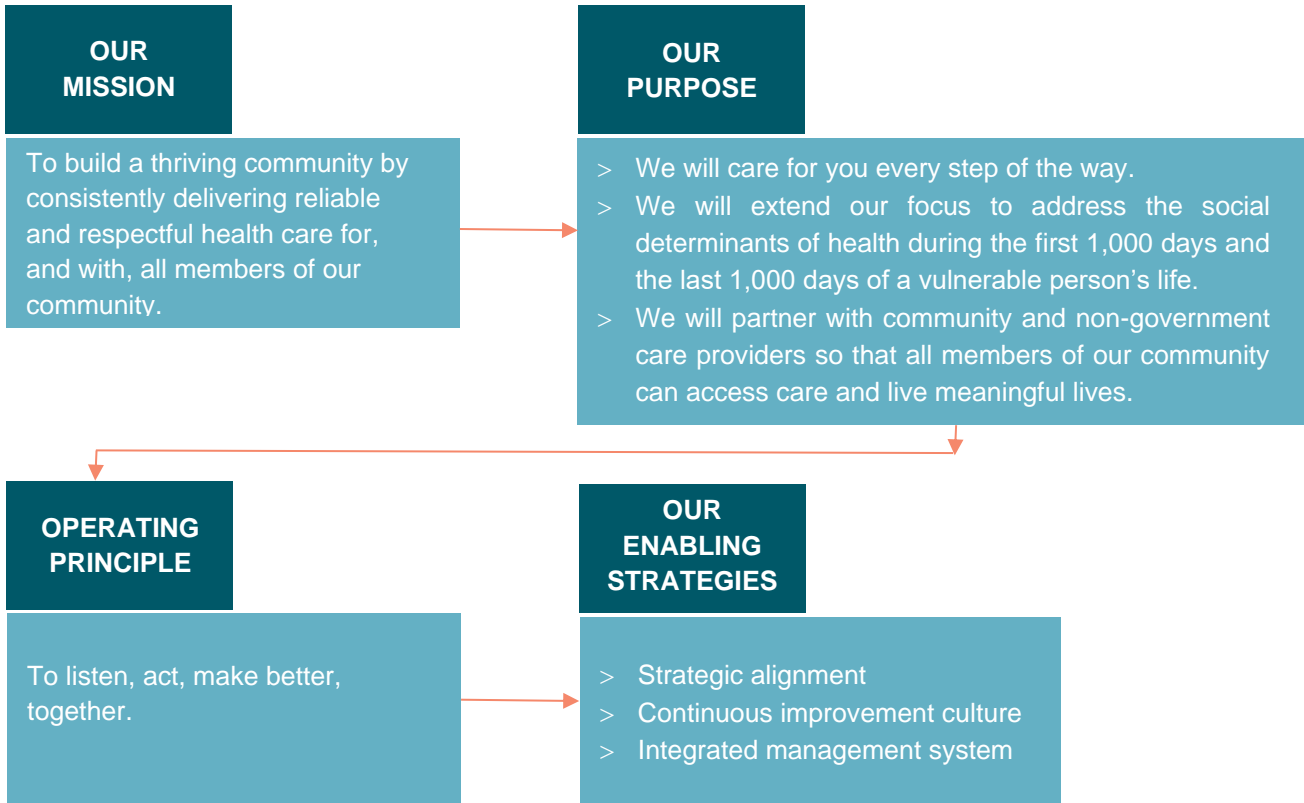 OUR
MISSION
To build a thriving community by
consistently delivering reliable
and respectful health care for,
and with, all members of our
community.
OUR
PURPOSE
> We will care for you every step of the way.
> We will extend our focus to address the social
determinants of health during the first 1,000 days and
the last 1,000 days of a vulnerable person’s life.
> We will partner with community and non-government
care providers so that all members of our community
can access care and live meaningful lives.
OPERATING
PRINCIPLE
To listen, act, make better,
together.
OUR
ENABLING
STRATEGIES
> Strategic alignment
> Continuous improvement culture
> Integrated management system